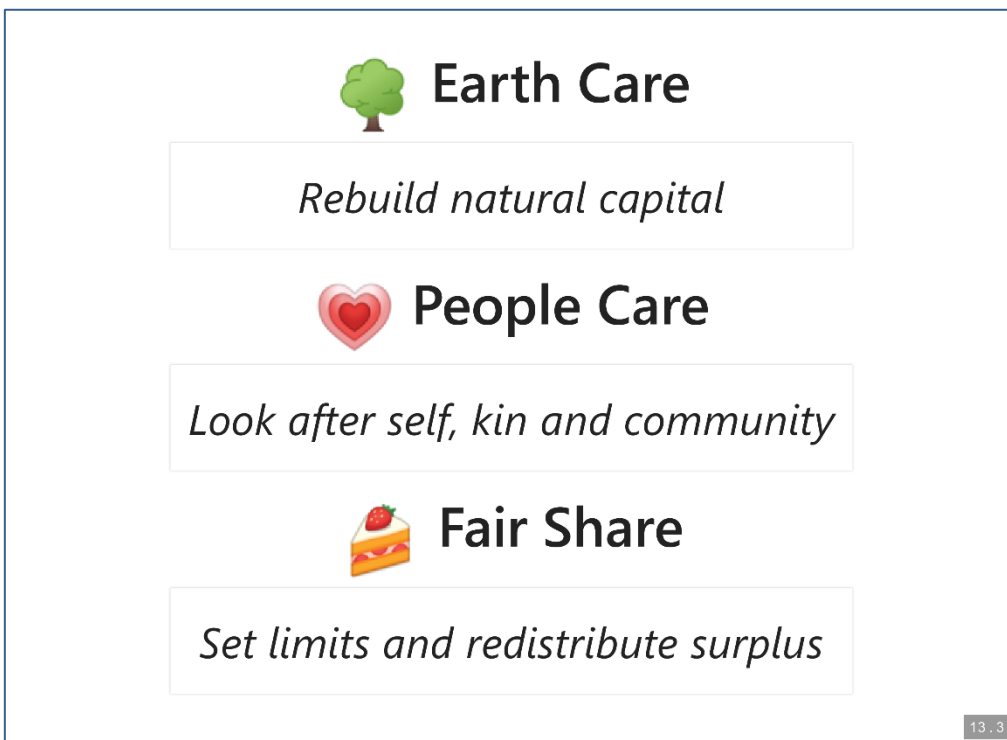 Earth Care
Rebuild natural capital
People Care
Look after self, kin and community
Fair Share
Set limits and redistribute surplus
13.3